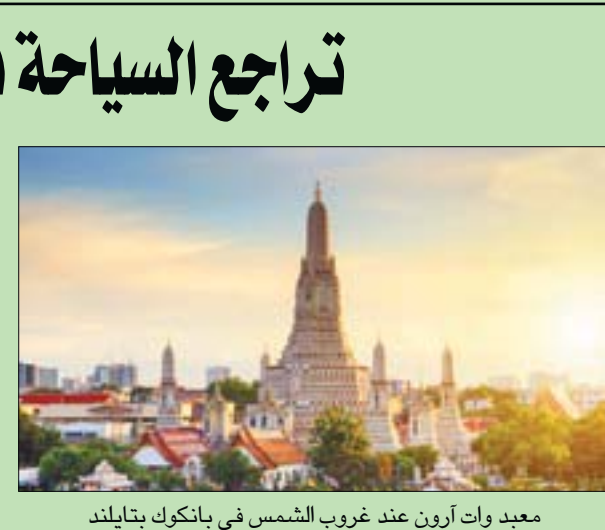 تراجع السياحة
معبد وات آرون عند غروب الشمس في بانكوك بتايلند